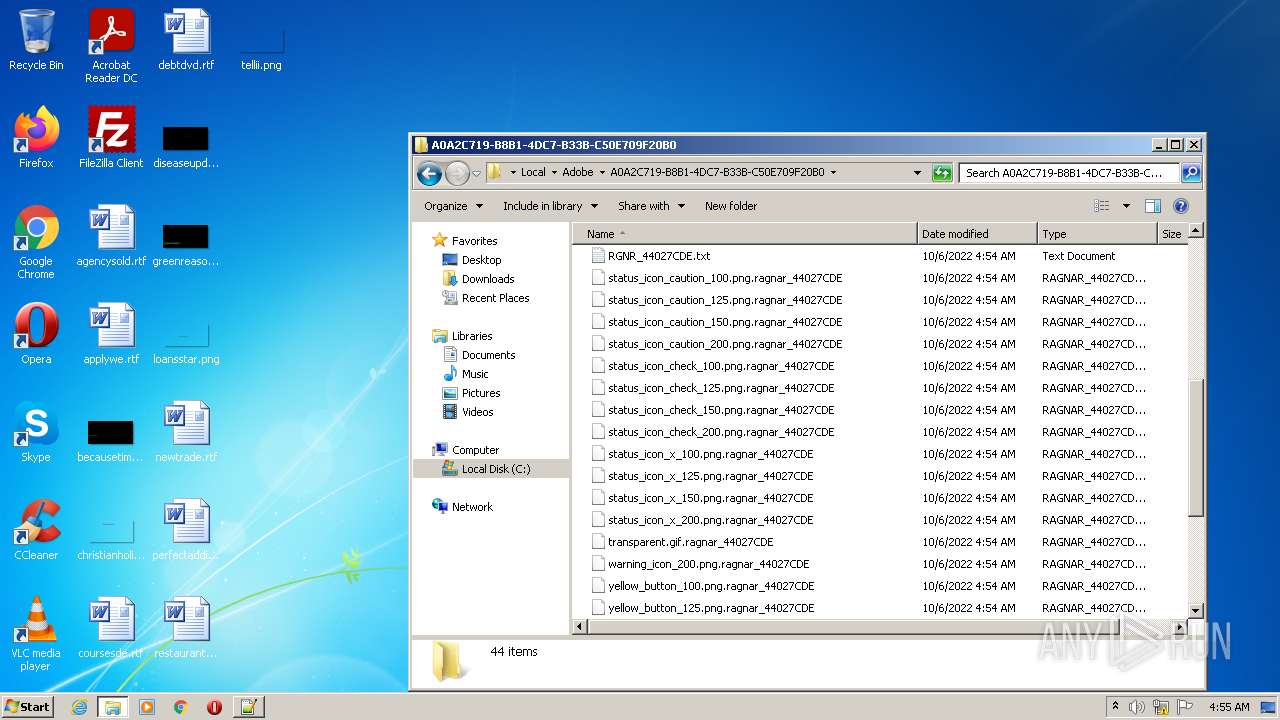 Recycle Bin
Acrobat Reader DC
debtdvd.rtf
tellii.png
Firefox
FileZilla Client
diseaseupd...
Google Chrome
agencysold.rtf
greenreaso...
Opera
applywe.rtf
loansstar.png
Skype
becausetim...
newtrade.rtf
CCleaner
christianholi...
perfectaddi...
VLC media player
coursesde.rtf
restaurant...
A0A2C719-B8B1-4DC7-B33B-C50E709F20B0
Local Adobe A0A2C719-B8B1-4DC7-B33B-C50E709F20B0
Search A0A2C719-B8B1-4DC7-B33B-C...
Organize Include in library Share with New folder
Favorites
Desktop
Downloads
Recent Places
Libraries
Documents
Music
Pictures
Videos
Computer
Local Disk (C:)
Network
Name Date modified Type Size
RGNR_44027CDE.txt 10/6/2022 4:54 AM Text Document
status_icon_caution_100.png.ragnar_44027CDE 10/6/2022 4:54 AM RAGNAR_44027CD...
status_icon_caution_125.png.ragnar_44027CDE 10/6/2022 4:54 AM RAGNAR_44027CD...
status_icon_caution_150.png.ragnar_44027CDE 10/6/2022 4:54 AM RAGNAR_44027CD...
status_icon_caution_200.png.ragnar_44027CDE 10/6/2022 4:54 AM RAGNAR_44027CD...
status_icon_check_100.png.ragnar_44027CDE 10/6/2022 4:54 AM RAGNAR_44027CD...
status_icon_check_125.png.ragnar_44027CDE 10/6/2022 4:54 AM RAGNAR_44027CD...
status_icon_check_150.png.ragnar_44027CDE 10/6/2022 4:54 AM RAGNAR_44027CD...
status_icon_check_200.png.ragnar_44027CDE 10/6/2022 4:54 AM RAGNAR_44027CD...
status_icon_x_100.png.ragnar_44027CDE 10/6/2022 4:54 AM RAGNAR_44027CD...
status_icon_x_125.png.ragnar_44027CDE 10/6/2022 4:54 AM RAGNAR_44027CD...
status_icon_x_150.png.ragnar_44027CDE 10/6/2022 4:54 AM RAGNAR_44027CD...
status_icon_x_200.png.ragnar_44027CDE 10/6/2022 4:54 AM RAGNAR_44027CD...
transparent.gif.ragnar_44027CDE 10/6/2022 4:54 AM RAGNAR_44027CD...
warning_icon_200.png.ragnar_44027CDE 10/6/2022 4:54 AM RAGNAR_44027CD...
yellow_button_100.png.ragnar_44027CDE 10/6/2022 4:54 AM RAGNAR_44027CD...
yellow_button_125.png.ragnar_44027CDE 10/6/2022 4:54 AM RAGNAR_44027CD...
44 items
ANY RUN
Start
4:55 AM